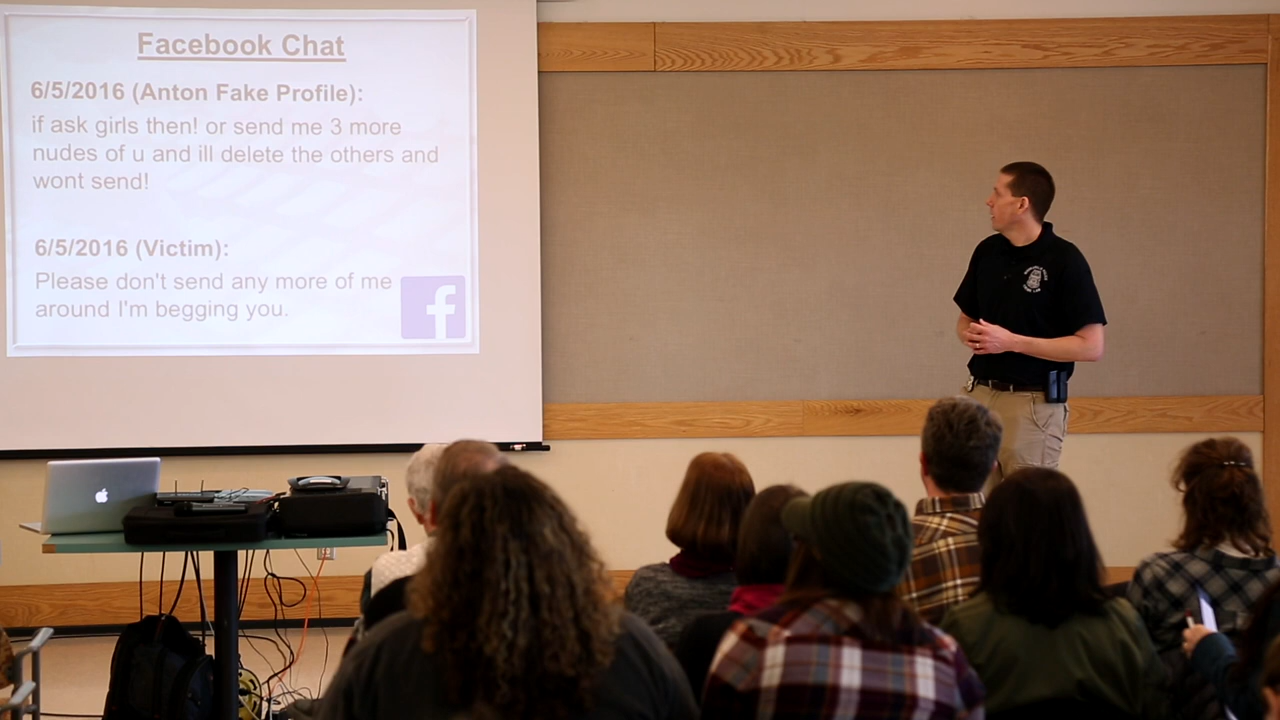 Facebook Chat
6/5/2016 (Anton Fake Profile):
if ask girls then! or send me 3 more
nudes of u and ill delete the others and
wont send!
6/5/2016 (Victim):
Please don't send any more of me
around I'm begging you.
f